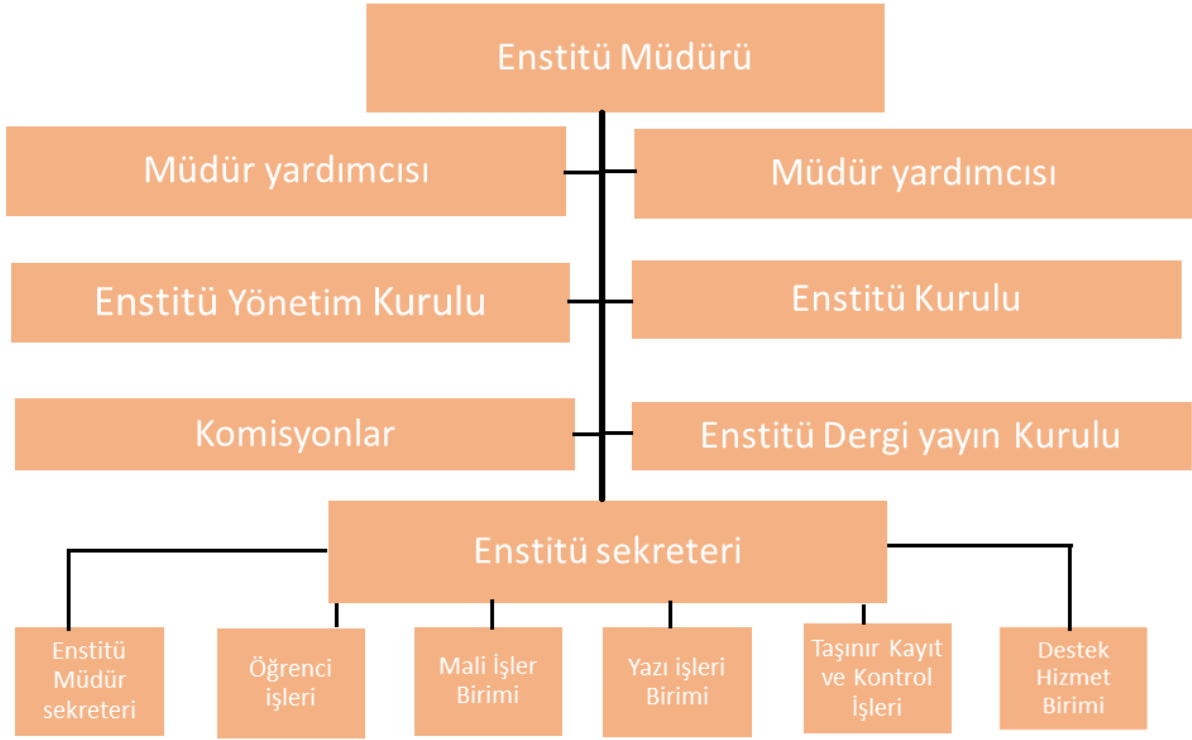 Enstitü Müdürü
Müdür yardımcısı
Müdür yardımcısı
Enstitü Yönetim Kurulu
Enstitü Kurulu
Komisyonlar
Enstitü Dergi yayın Kurulu
Enstitü sekreteri
Enstitü
Müdür
sekreteri
Öğrenci
işleri
Mali İşler
Birimi
Yazı işleri
Birimi
Taşınır Kayıt
ve Kontrol
İşleri
Destek
Hizmet
Birimi